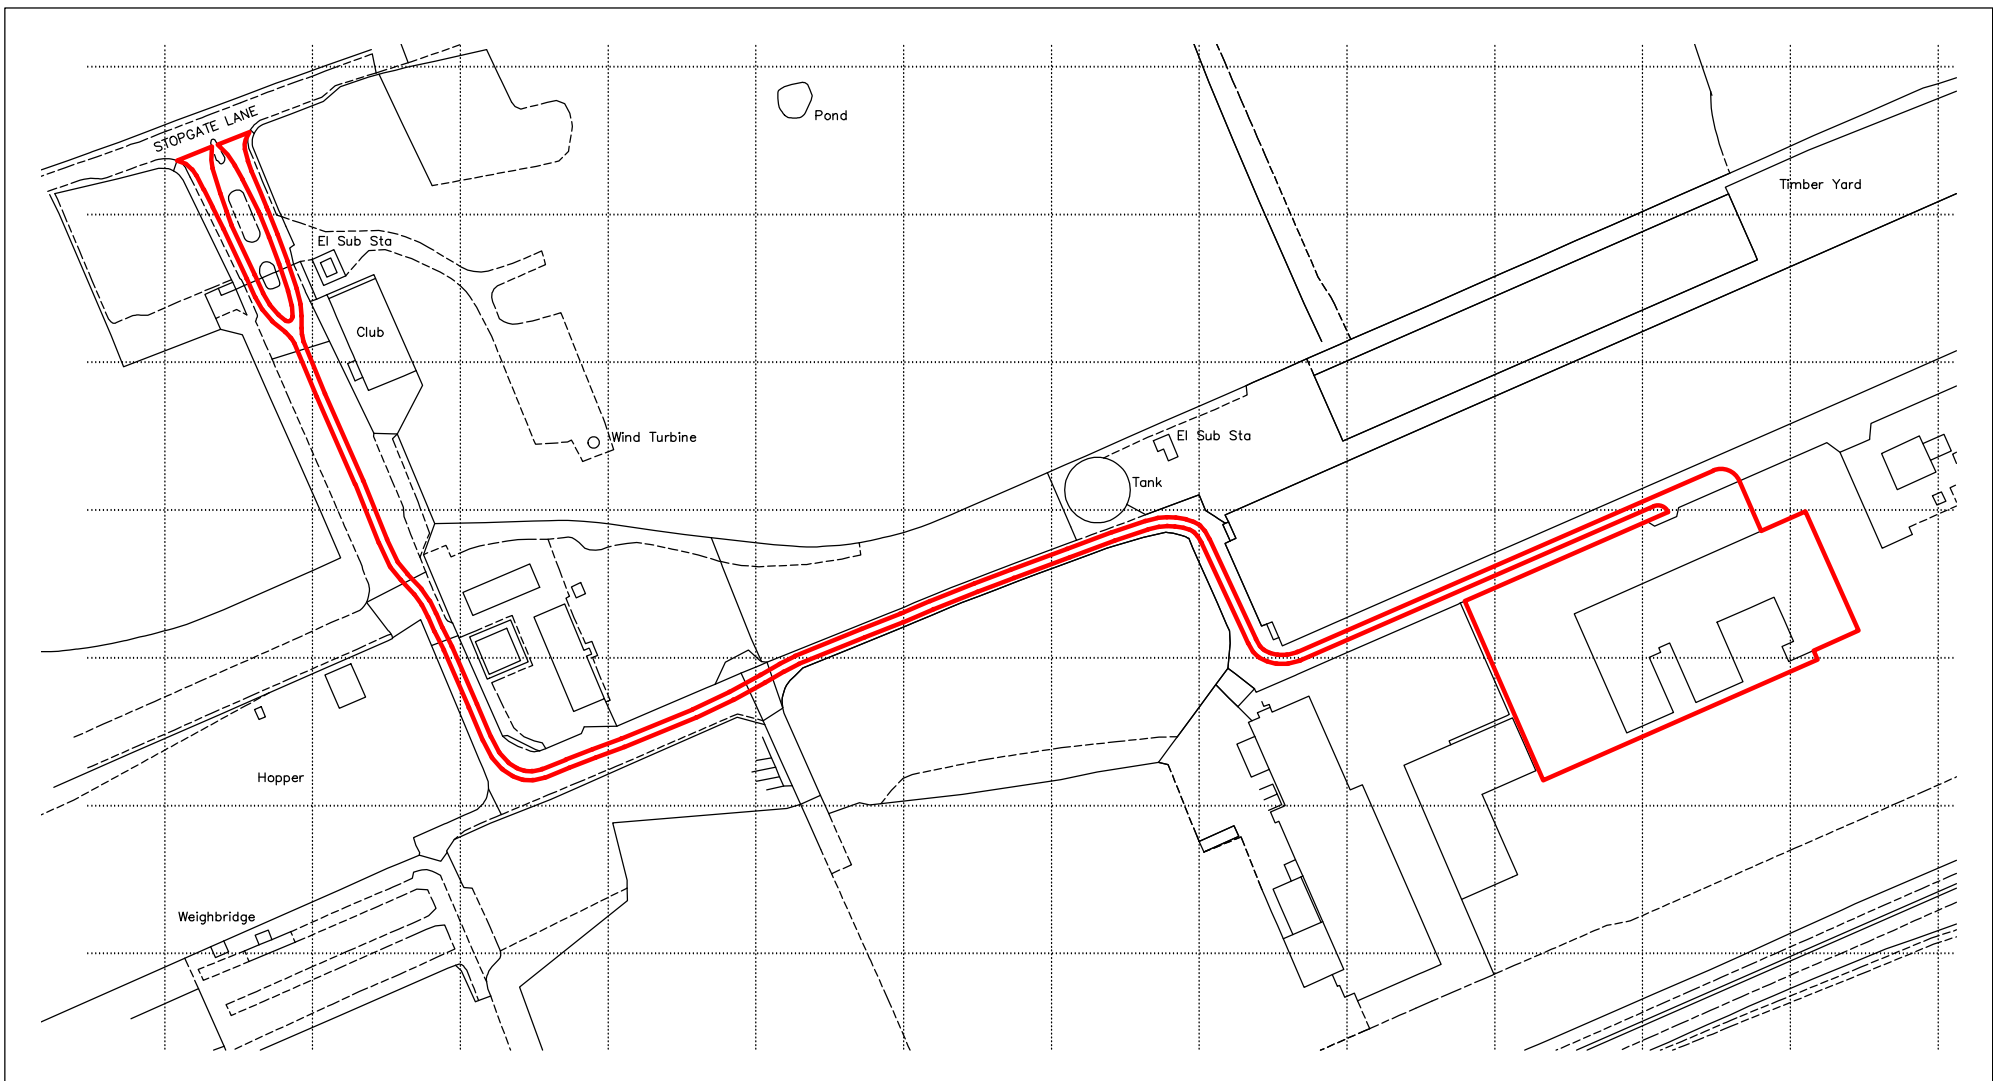 STOPGATE LANE
Pond
Timber Yard
El Sub Sta
Club
Wind Turbine
El Sub Sta
Tank
Hopper
Weighbridge